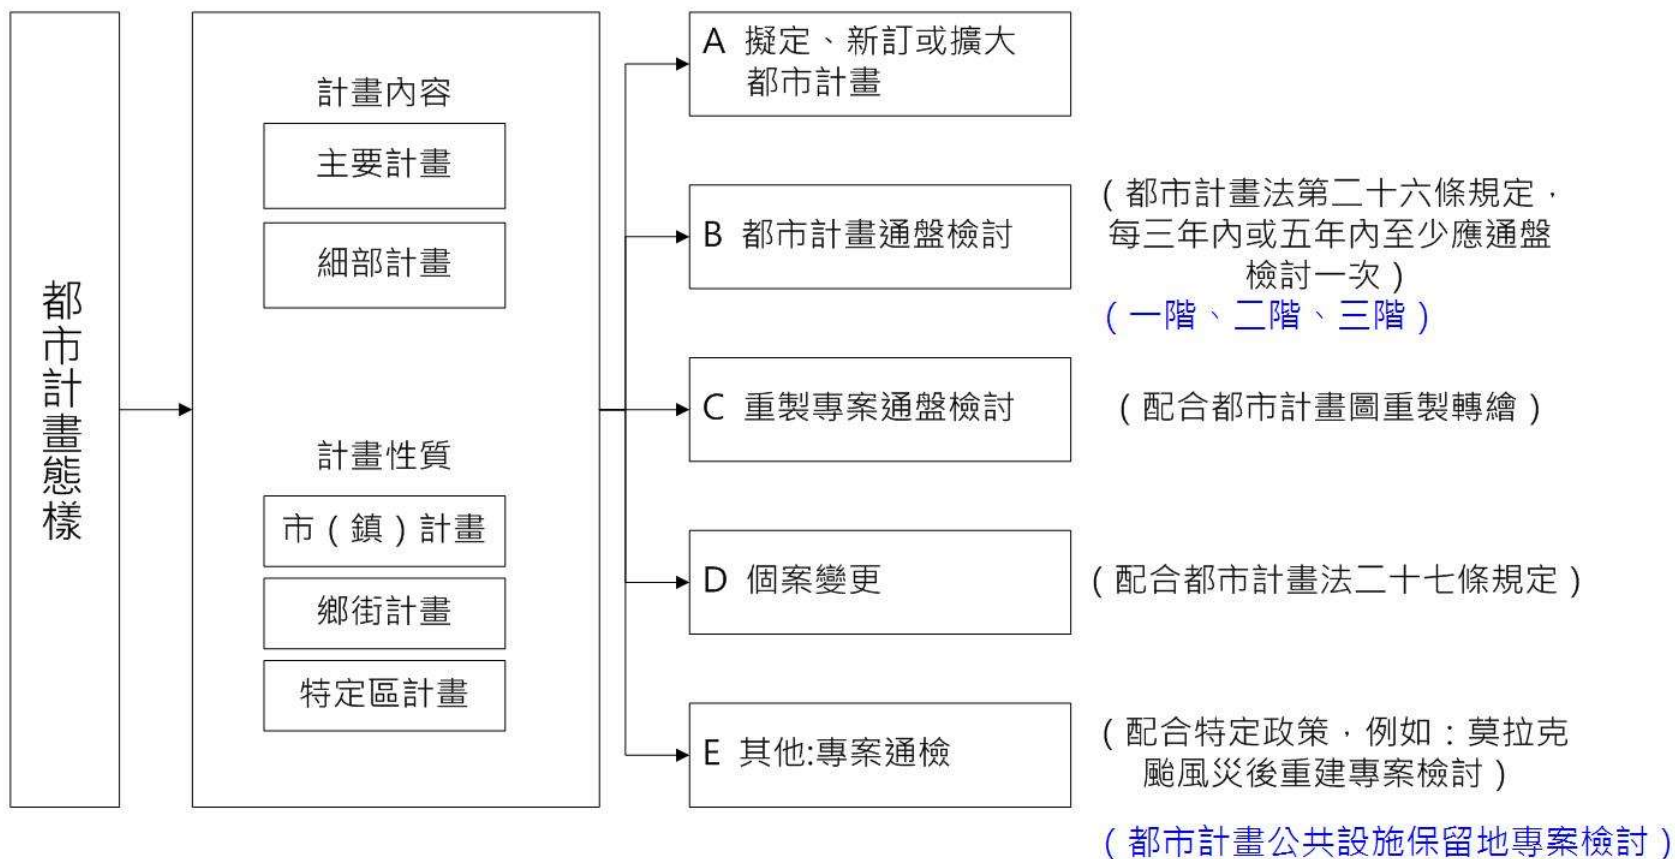 都市計畫態樣
計畫內容
主要計畫
細部計畫
計畫性質
市（鎮）計畫
鄉街計畫
特定區計畫
A 擬定、新訂或擴大
都市計畫
B 都市計畫通盤檢討
（都市計畫法第二十六條規定，
每三年內或五年內至少應通盤
檢討一次）
（一階、二階、三階）
C 重製專案通盤檢討
（配合都市計畫圖重製轉繪）
D 個案變更
（配合都市計畫法二十七條規定）
E 其他:專案通檢
（配合特定政策，例如：莫拉克
颱風災後重建專案檢討）
（都市計畫公共設施保留地專案檢討）